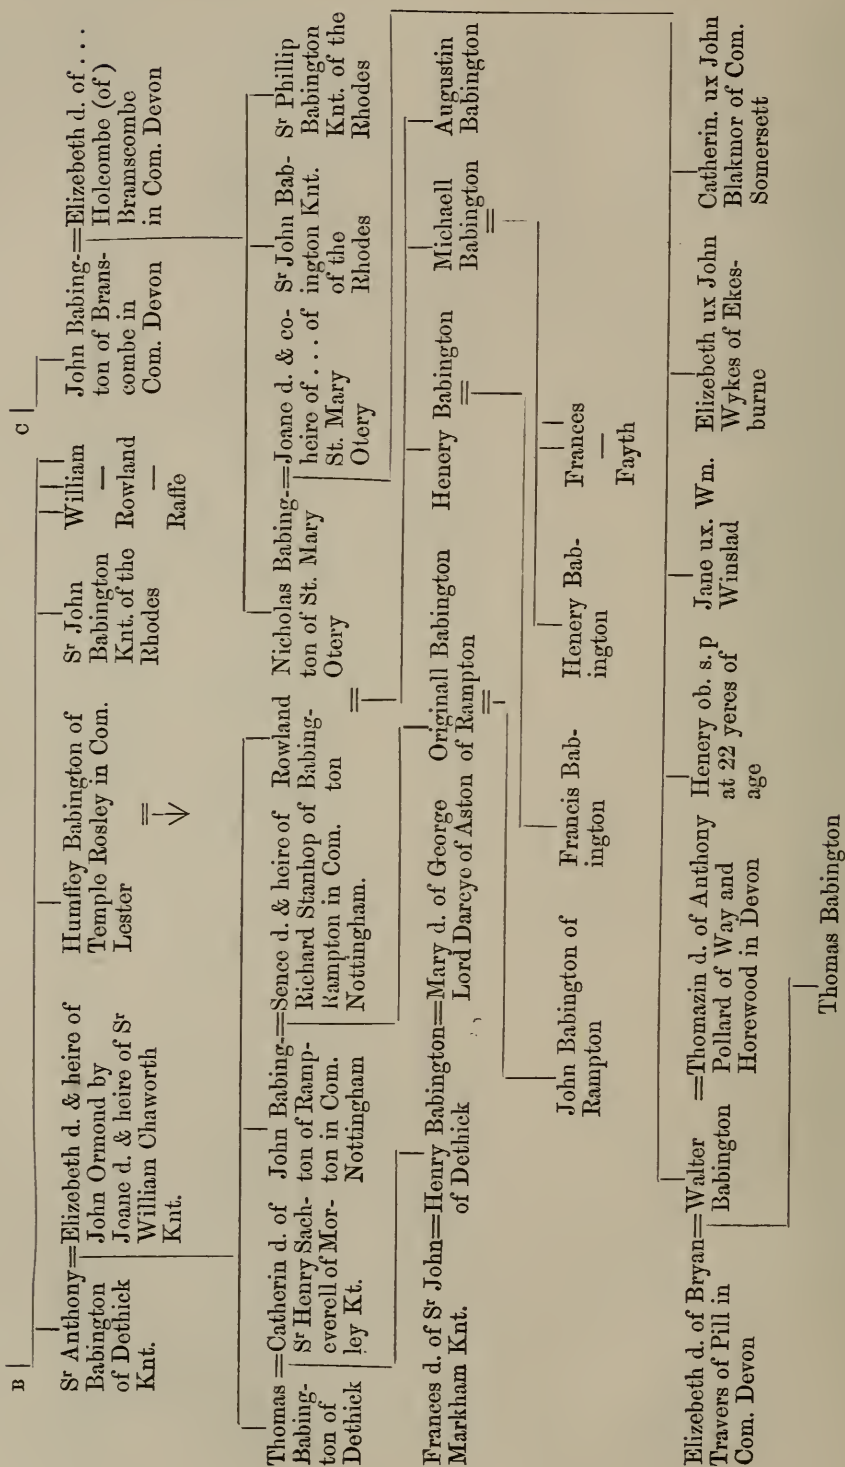 B
C
Sʳ Anthony=Elizebeth d. & heire of
Babington John Ormond by
of Dethick Joane d. & heire of Sʳ
Knt. William Chaworth
Knt.
Humffey Babington of
Temple Rosley in Com.
Lester
Sʳ John
Babington
Knt. of the
Rhodes
William
—
Rowland
—
Raffe
John Babing-=Elizebeth d. of . . .
ton of Brans- Holcombe (of )
combe in Bramscombe
Com. Devon in Com. Devon
Thomas =Catherin d. of
Babing- Sʳ Henry Sach-
ton of everell of Mor-
Dethick ley Kt.
John Babing-=Sence d. & heire of
ton of Ramp- Richard Stanhop of
ton in Com. Rampton in Com.
Nottingham Nottingham.
Rowland
Babing-
ton
Nicholas Babing-=Joane d. & co-
ton of St. Mary heire of . . . of
Otery St. Mary
Otery
Sʳ John Bab-
ington Knt.
of the
Rhodes
Sʳ Phillip
Babington
Knt. of the
Rhodes
Frances d. of Sʳ John=Henry Babington=Mary d. of George
Markham Knt. of Dethick Lord Darcye of Aston
Originall Babington
of Rampton
Henery Babington
Michaell
Babington
Augustin
Babington
John Babington of
Rampton
Francis Bab-
ington
Henery Bab-
ington
Frances
—
Fayth
Elizebeth d. of Bryan=Walter =Thomazin d. of Anthony
Travers of Pill in Babington Pollard of Way and
Com. Devon Horewood in Devon
Henery ob. s. p
at 22 yeres of
age
Jane ux. Wm.
Winslad
Elizebeth ux John
Wykes of Ekes-
burne
Catherin. ux John
Blakmor of Com.
Somersett
Thomas Babington